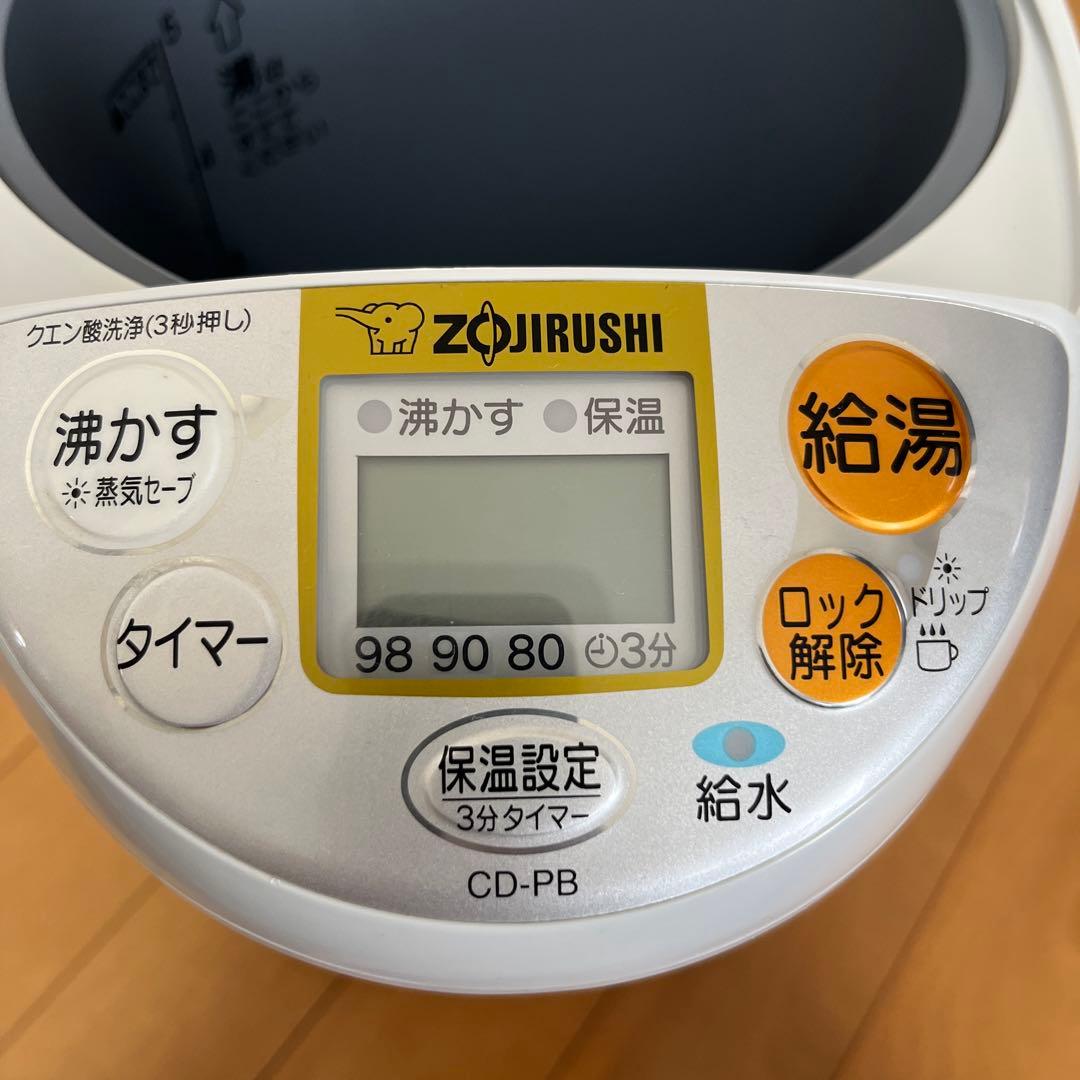 クエン酸洗浄(3秒押し)
沸かす
蒸気セーブ
タイマー
ZOJIRUSHI
沸かす 保温
98 90 80 3分
保温設定
3分タイマー
CD-PB
給湯
ロック
解除
ドリップ
給水